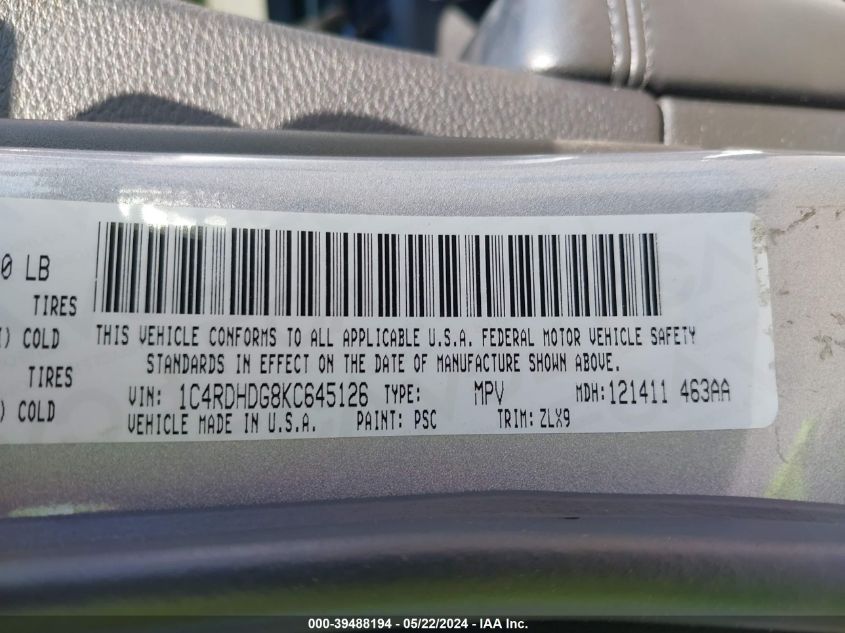 0 LB
TIRES
) COLD
TIRES
) COLD
THIS VEHICLE CONFORMS TO ALL APPLICABLE U.S.A. FEDERAL MOTOR VEHICLE SAFETY
STANDARDS IN EFFECT ON THE DATE OF MANUFACTURE SHOWN ABOVE.
VIN: 1C4RDHDG8KC645126 TYPE: MPV MDH:121411 463AA
VEHICLE MADE IN U.S.A. PAINT: PSC TRIM: ZLX9
000-39488194 - 05/22/2024 - IAA Inc.